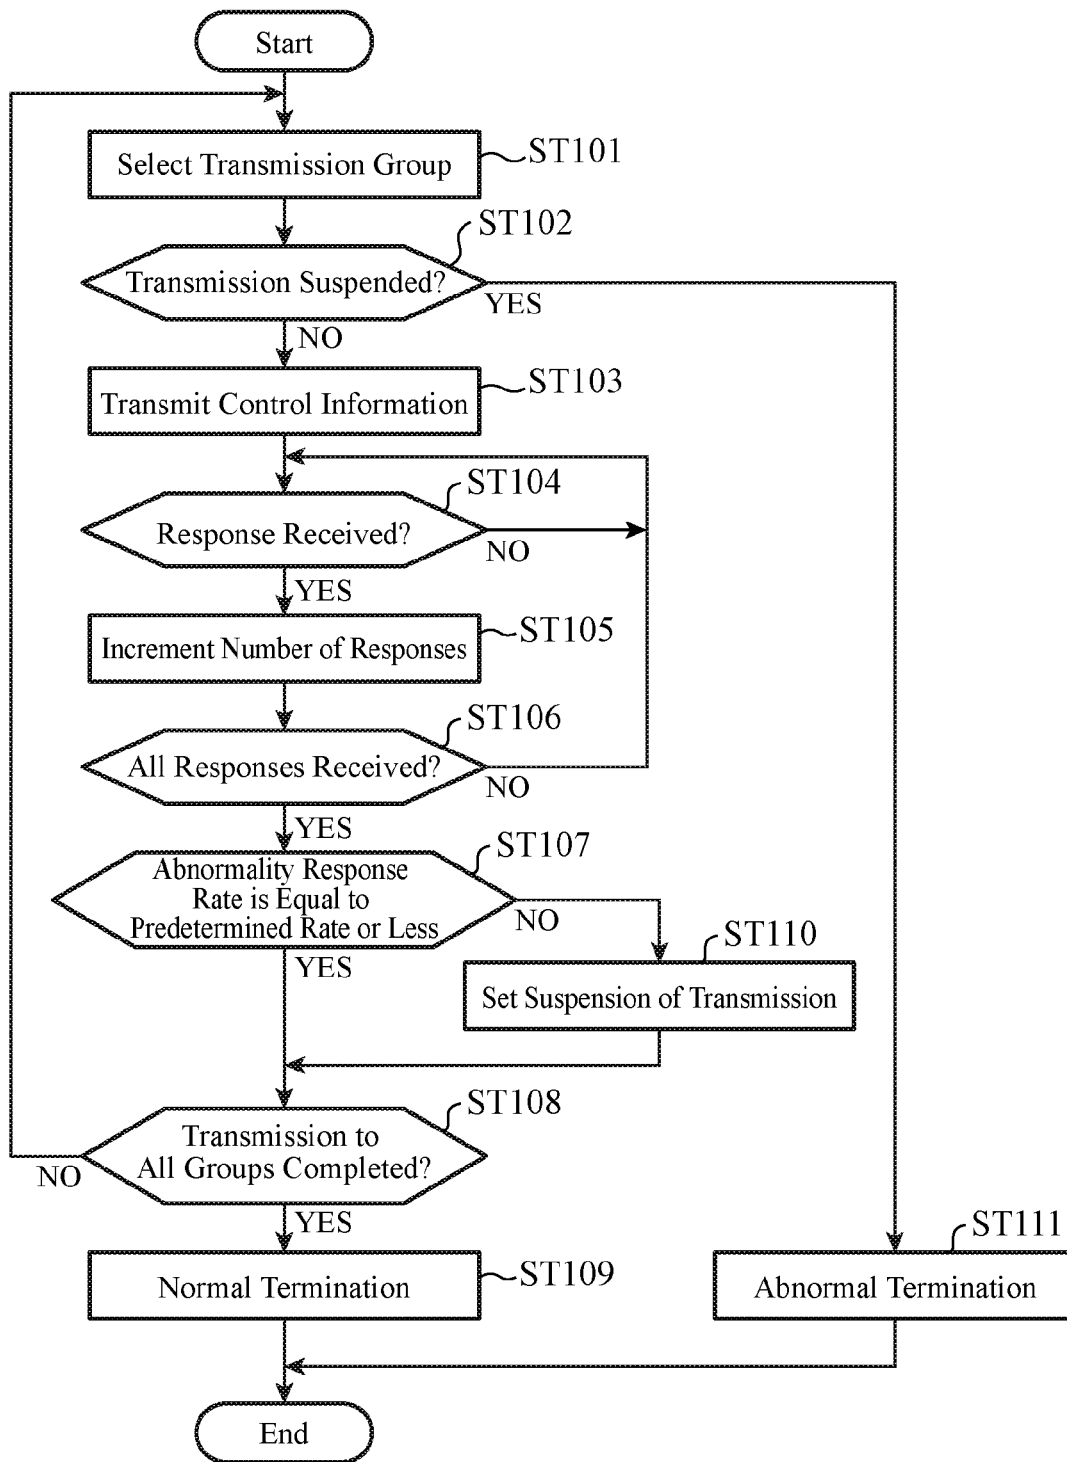 Start
Select Transmission Group
ST101
ST102
Transmission Suspended?
YES
NO
ST103
Transmit Control Information
ST104
Response Received?
NO
YES
ST105
Increment Number of Responses
ST106
All Responses Received?
NO
YES
ST107
Abnormality Response
Rate is Equal to
Predetermined Rate or Less
NO
YES
ST110
Set Suspension of Transmission
ST108
Transmission to
All Groups Completed?
NO
YES
ST109
Normal Termination
ST111
Abnormal Termination
End